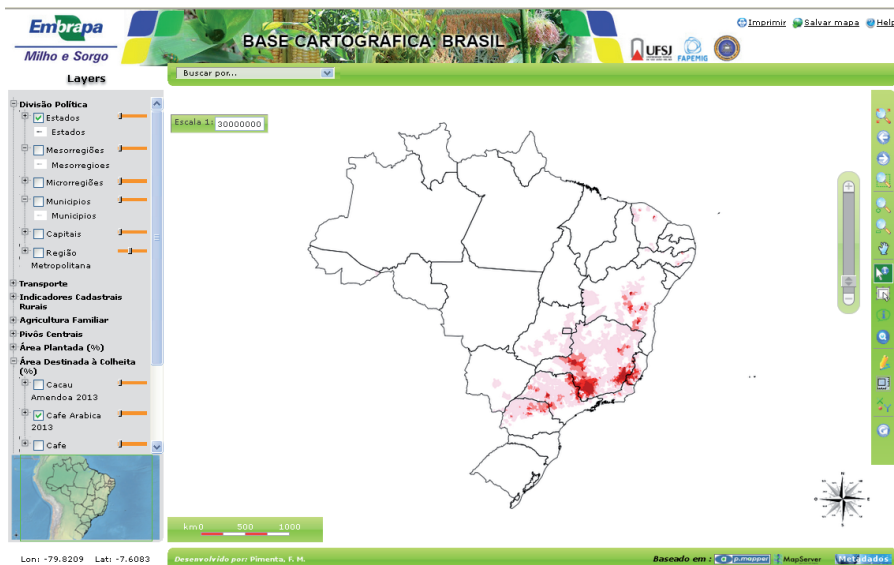 Embrapa
Milho e Sorgo
BASE CARTOGRÁFICA: BRASIL
UFSJ
FAPEMIG
Imprimir Salvar mapa Help
Layers
Buscar por...
Divisão Política
Estados
Estados
Mesorregiões
Mesorregioes
Microrregiões
Municipios
Municipios
Capitais
Região
Metropolitana
Transporte
Indicadores Cadastrais
Rurais
Agricultura Familiar
Pivôs Centrais
Área Plantada (%)
Área Destinada à Colheita
(%)
Cacau
Amendoa 2013
Cafe Arabica
2013
Cafe
Escala 1: 30000000
km0 500 1000
Lon: -79.8209 Lat: -7.6083
Desenvolvido por: Pimenta, F. M.
Baseado em : p.mapper MapServer Metadados